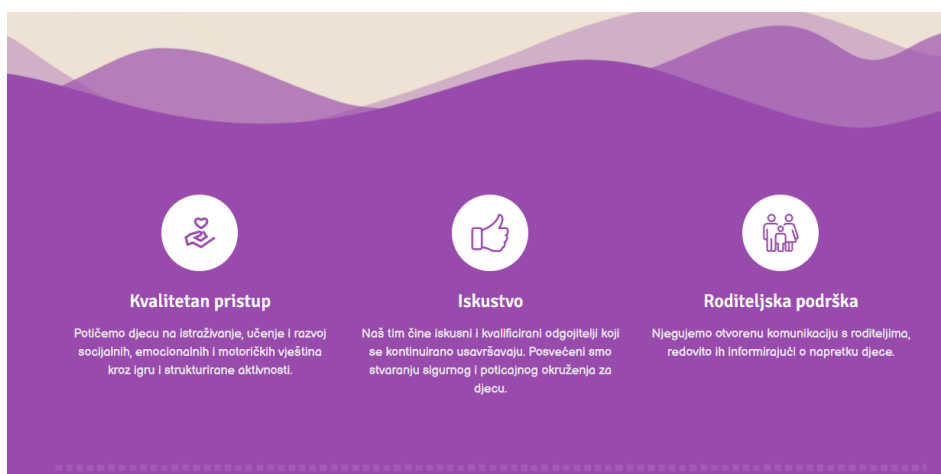 Kvalitetan pristup
Potičemo djecu na istraživanje, učenje i razvoj
socijalnih, emocionalnih i motoričkih vještina
kroz igru i strukturirane aktivnosti.
Iskustvo
Naš tim čine iskusni i kvalificirani odgojitelji koji
se kontinuirano usavršavaju. Posvećeni smo
stvaranju sigurnog i poticajnog okruženja za
djecu.
Roditeljska podrška
Njegujemo otvorenu komunikaciju s roditeljima,
redovito ih informirajući o napretku djece.